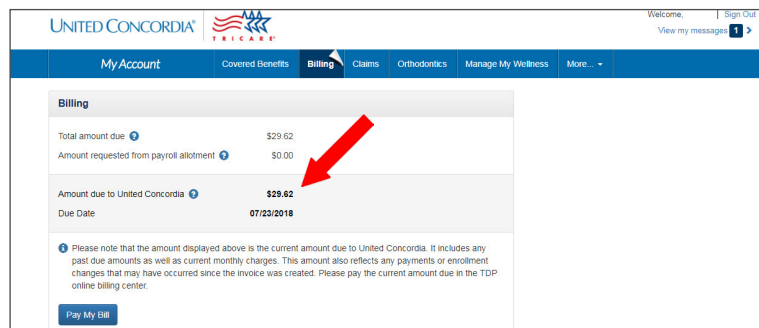 Welcome, | Sign Out
UNITED CONCORDIA®
TRICARE
View my messages 1 >
My Account Covered Benefits Billing Claims Orthodontics Manage My Wellness More...
Billing
Total amount due ? $29.62
Amount requested from payroll allotment ? $0.00
Amount due to United Concordia ? $29.62
Due Date 07/23/2018
Please note that the amount displayed above is the current amount due to United Concordia. It includes any
past due amounts as well as current monthly charges. This amount also reflects any payments or enrollment
changes that may have occurred since the invoice was created. Please pay the current amount due in the TDP
online billing center.
Pay My Bill